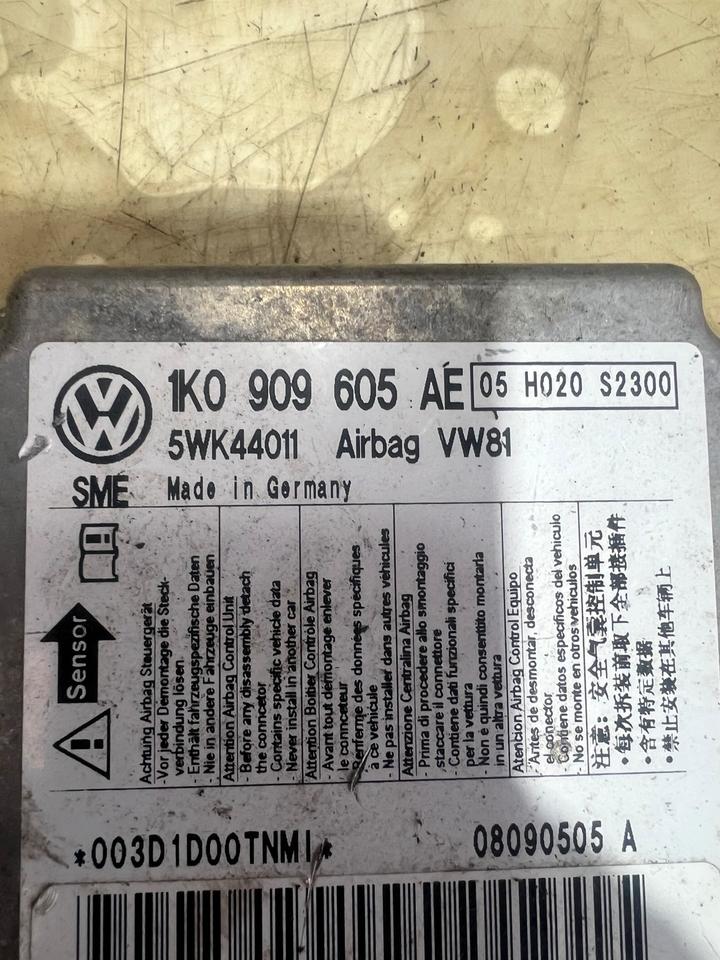 1K0 909 605 AE
05 H020 S2300
5WK44011 Airbag VW81
SME Made in Germany
Sensor
Achtung Airbag Steuergerät
- Vor jeder Demontage die Steck-
verbindung lösen.
- Enthält fahrzeugspezifische Daten
- Nie in andere Fahrzeuge einbauen
Attention Airbag Control Unit
- Before any disassembly detach
the conncetor
- Contains specific vehicle data
Never install in another car
Attention Boitier Contrôle Airbag
- Avant tout démontage enlever
le connceteur
- Renferme des données specifiques
a ce véhicule
- Ne pas installer dans autres véhicules
Attenzione Centralina Airbag
- Prima di procedere allo smontaggio
staccare il connettore
- Contiene dati funzionali specifici
per la vettura
- Non è quindi consentito montarla
in un altra vettura
Atencion Airbag Control Equipo
- Antes de desmontar, desconecta
el conector
- Contiene datos específicos del vehículo
- No se monte en otros vehículos
注意: 安全气囊控制单元
•每次拆装前取下全部接插件
•含有特定数据
•禁止安装在其他车辆上
*003D1D00TNMI*
08090505 A